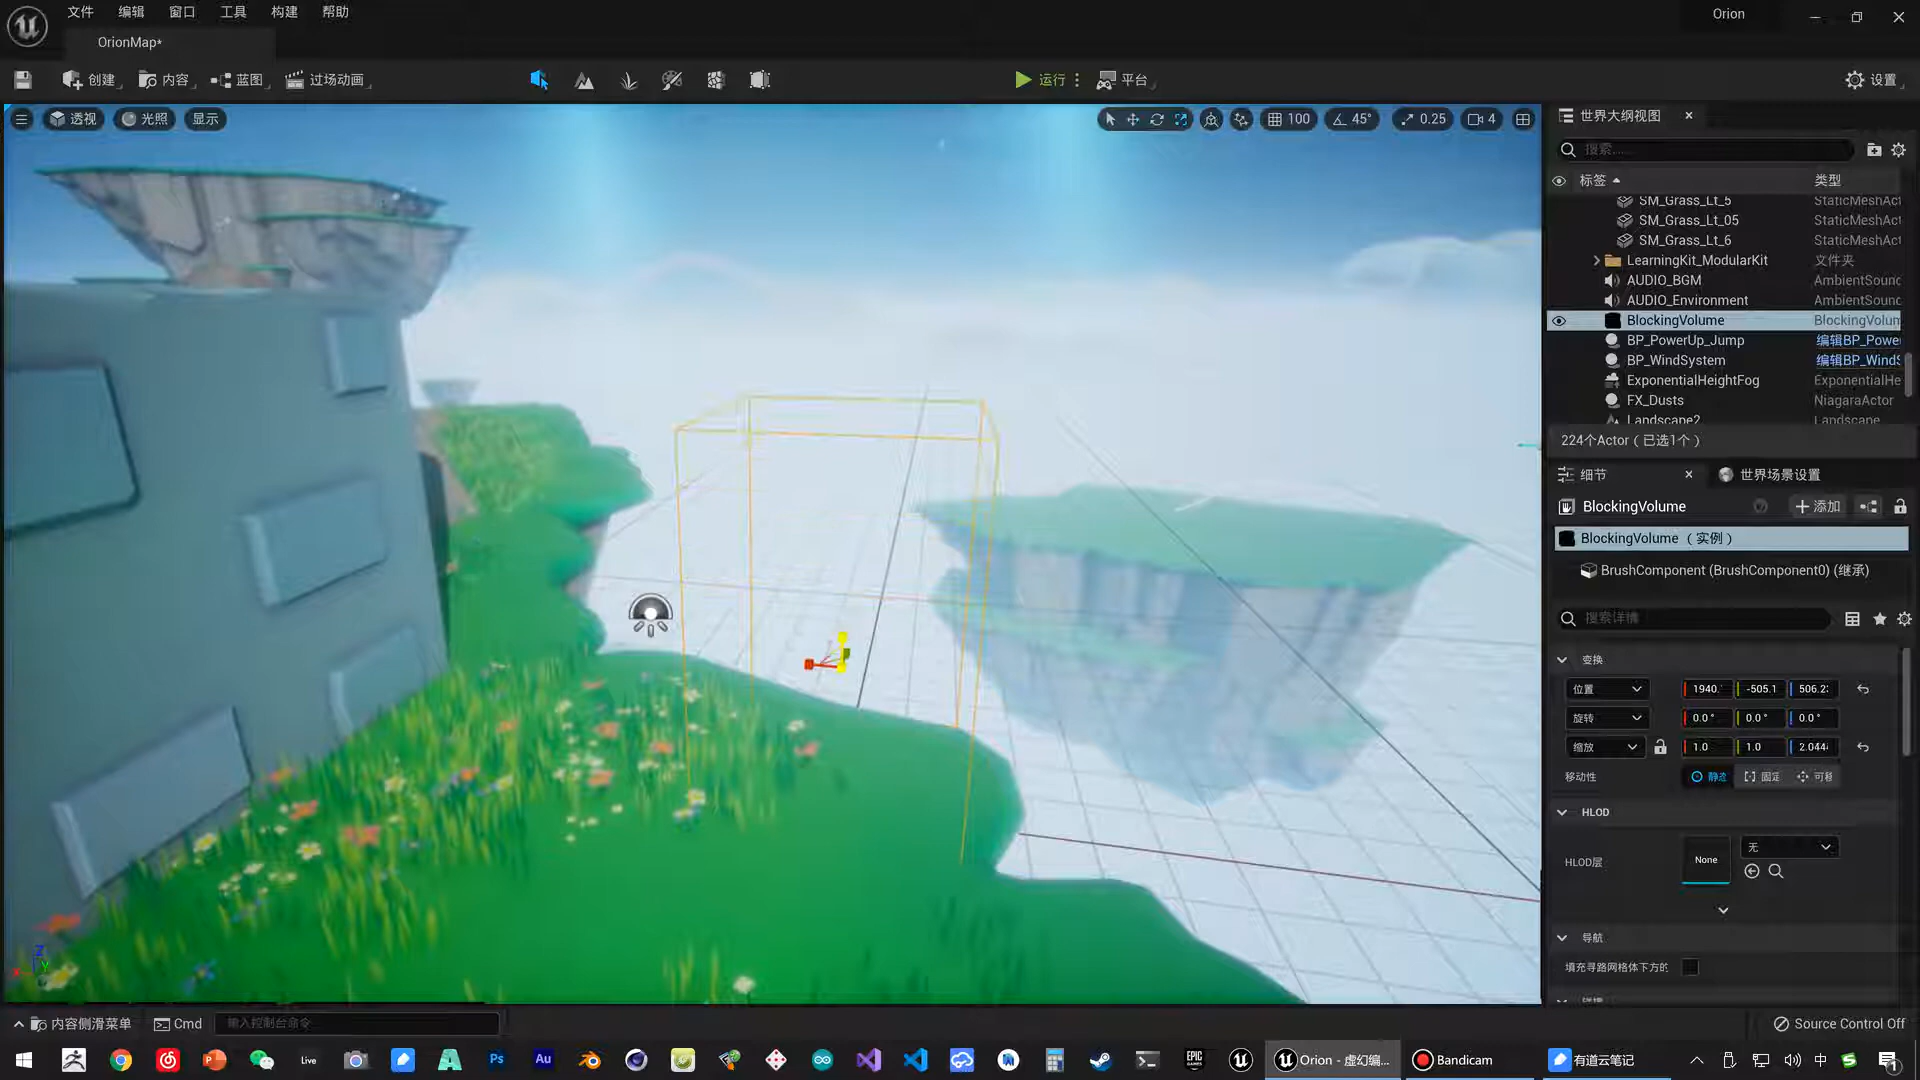 文件 编辑 窗口 工具 构建 帮助
Orion
OrionMap*
创建 内容 蓝图 过场动画
运行 平台 设置
透视 光照 显示
100 45° 0.25 4
世界大纲视图
搜索...
标签 类型
SM_Grass_Lt_5 StaticMeshAct
SM_Grass_Lt_05 StaticMeshAct
SM_Grass_Lt_6 StaticMeshAct
LearningKit_ModularKit 文件夹
AUDIO_BGM AmbientSound
AUDIO_Environment AmbientSound
BlockingVolume BlockingVolum
BP_PowerUp_Jump 编辑BP_Power
BP_WindSystem 编辑BP_WindS
ExponentialHeightFog ExponentialHe
FX_Dusts NiagaraActor
Landscape2 Landscape
224个Actor（已选1个）
细节 世界场景设置
BlockingVolume 添加
BlockingVolume （实例）
BrushComponent (BrushComponent0) (继承)
搜索详情
变换
位置 1940. -505.1 506.2
旋转 0.0° 0.0° 0.0°
缩放 1.0 1.0 2.044
移动性 静态 固定 可移
HLOD
HLOD层 None 无
导航
填充寻路网格体下方的
Z
Y
X
内容侧滑菜单 Cmd 输入控制台命令
Source Control Off
Live Ps Au EPIC GAMES Orion - 虚幻编... Bandicam 有道云笔记 中 1